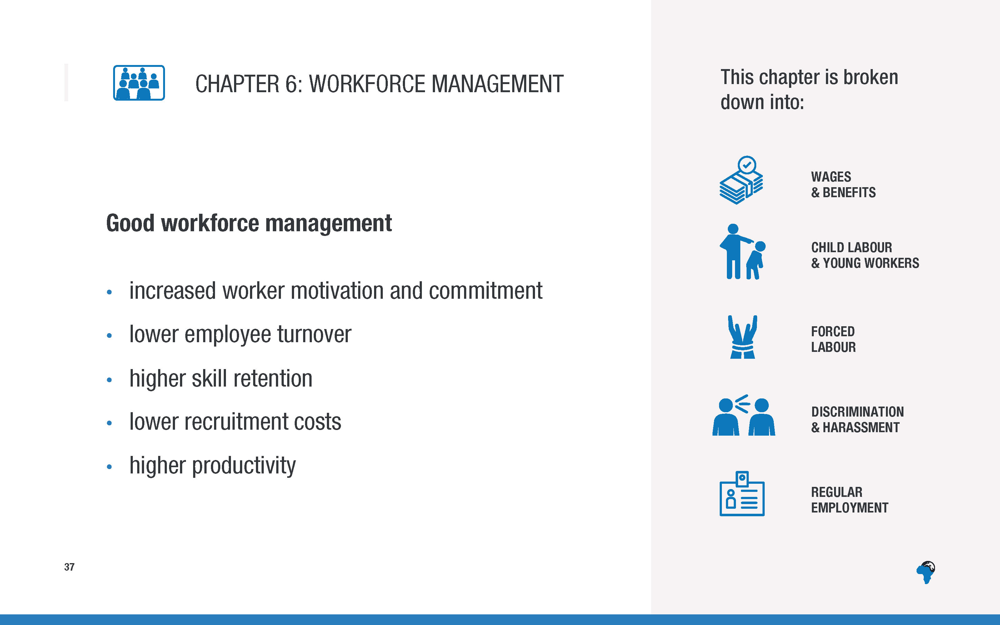 CHAPTER 6: WORKFORCE MANAGEMENT
Good workforce management
• increased worker motivation and commitment
• lower employee turnover
• higher skill retention
• lower recruitment costs
• higher productivity
This chapter is broken
down into:
WAGES
& BENEFITS
CHILD LABOUR
& YOUNG WORKERS
FORCED
LABOUR
DISCRIMINATION
& HARASSMENT
REGULAR
EMPLOYMENT
37